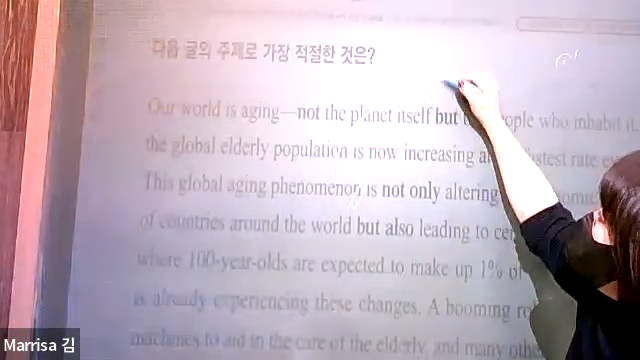 다음 글의 주제로 가장 적절한 것은?
Our world is aging—not the planet itself but people who inhabit it.
the global elderly population is now increasing at fastest rate
This global aging phenomenon is not only altering
of countries around the world but also leading to
where 100-year-olds are expected to make up 1% of
is already experiencing these changes. A booming
machines to aid in the care of the elderly, and many
Marrisa 김